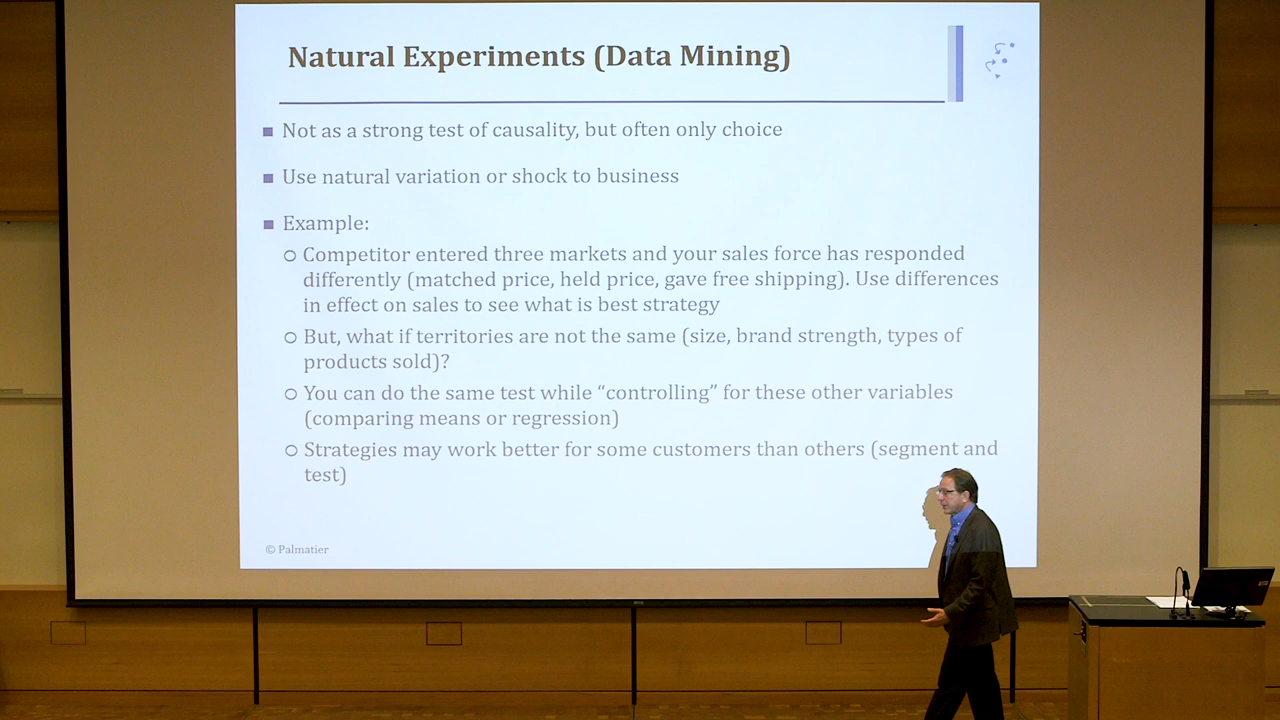 Natural Experiments (Data Mining)
Not as a strong test of causality, but often only choice
Use natural variation or shock to business
Example:
Competitor entered three markets and your sales force has responded
differently (matched price, held price, gave free shipping). Use differences
in effect on sales to see what is best strategy
But, what if territories are not the same (size, brand strength, types of
products sold)?
You can do the same test while “controlling” for these other variables
(comparing means or regression)
Strategies may work better for some customers than others (segment and
test)
© Palmatier